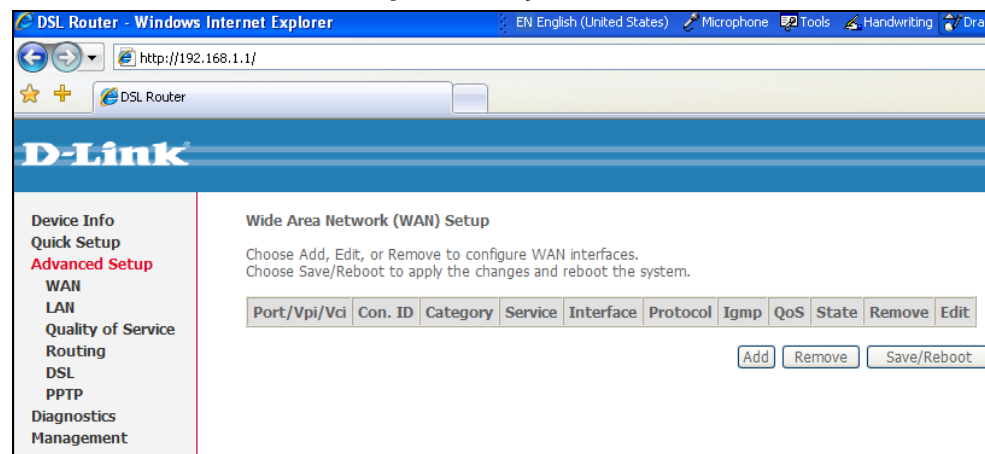 DSL Router - Windows Internet Explorer
EN English (United States) Microphone Tools Handwriting Dra
http://192.168.1.1/
DSL Router
D-Link
Device Info
Quick Setup
Advanced Setup
WAN
LAN
Quality of Service
Routing
DSL
PPTP
Diagnostics
Management
Wide Area Network (WAN) Setup
Choose Add, Edit, or Remove to configure WAN interfaces.
Choose Save/Reboot to apply the changes and reboot the system.
Port/Vpi/Vci Con. ID Category Service Interface Protocol Igmp QoS State Remove Edit
Add Remove Save/Reboot